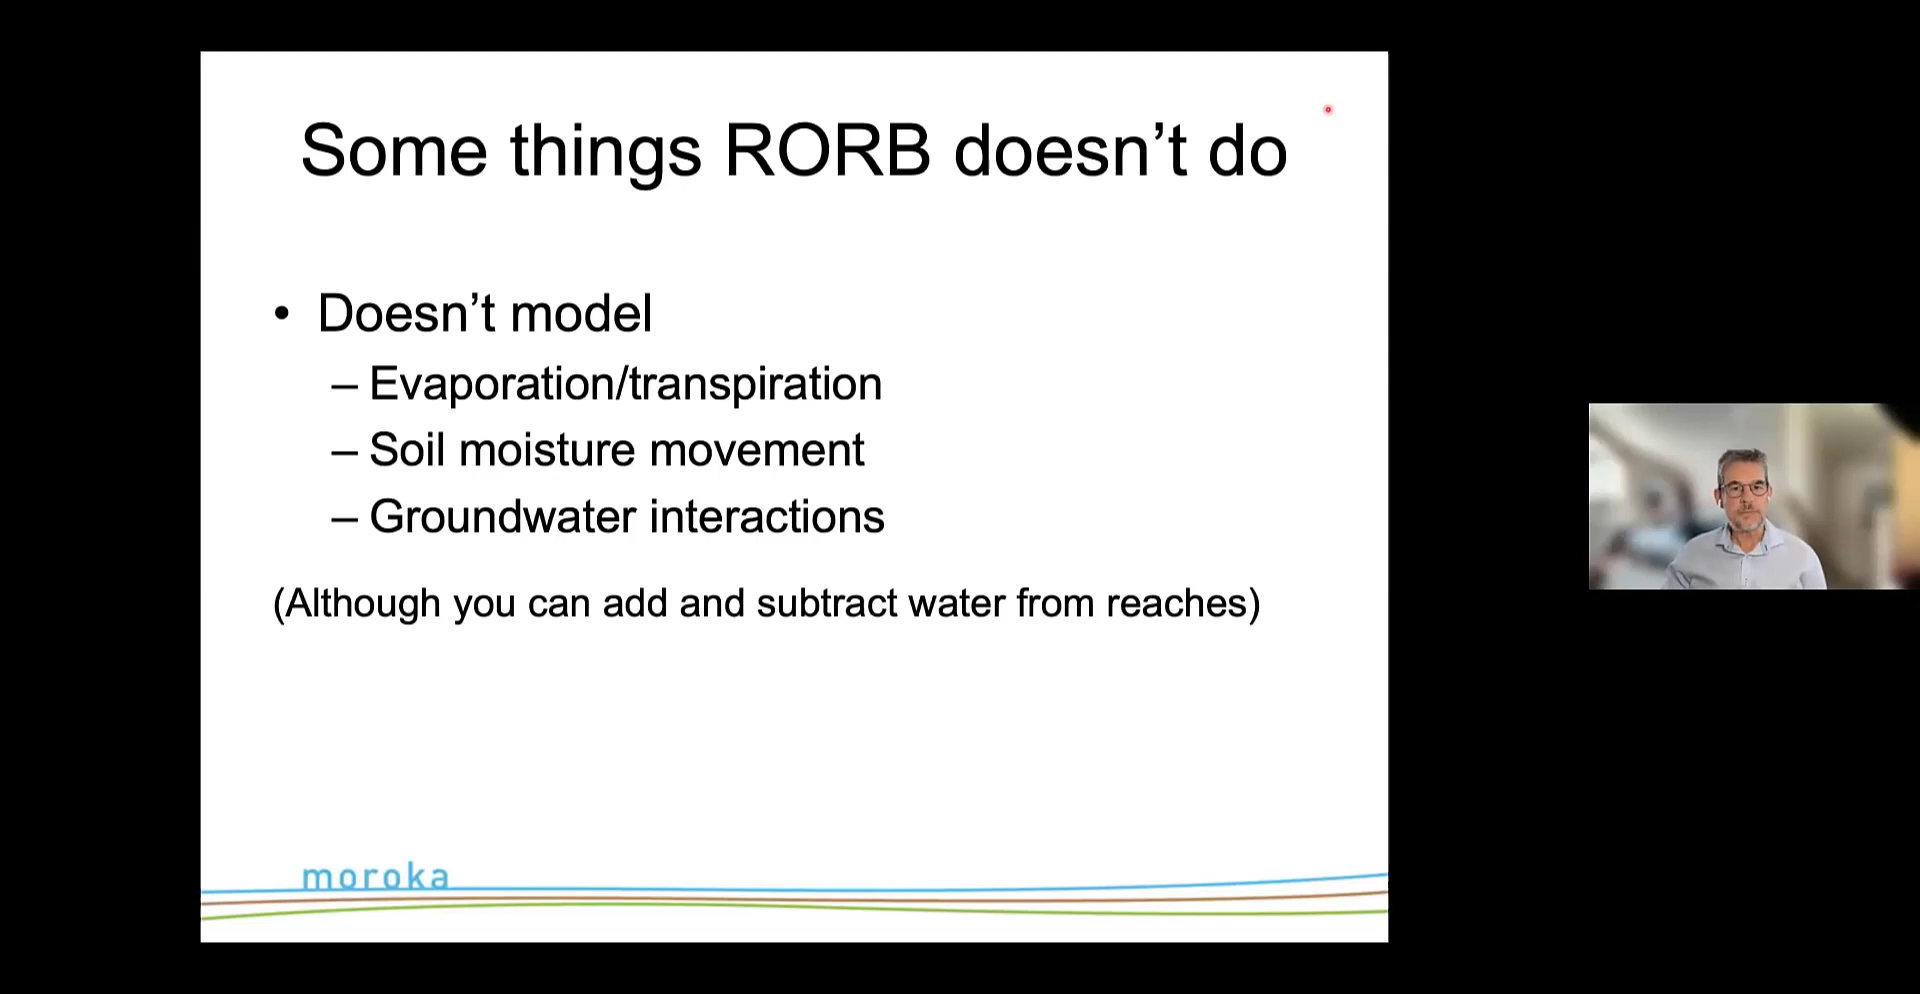 Some things RORB doesn’t do
• Doesn’t model
– Evaporation/transpiration
– Soil moisture movement
– Groundwater interactions
(Although you can add and subtract water from reaches)
moroka